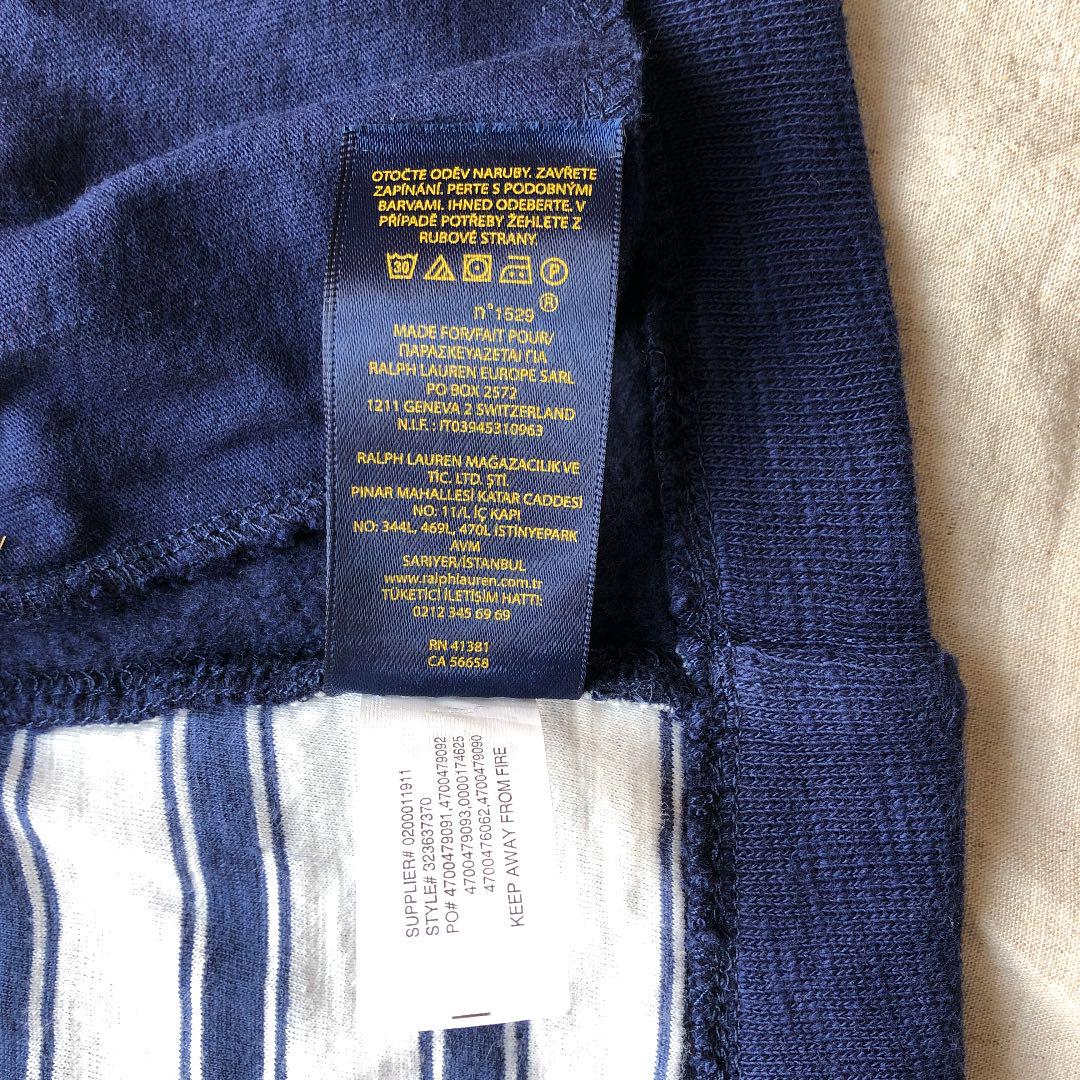 OTOČTE ODĚV NARUBY. ZAVŘETE
ZAPÍNÁNÍ. PERTE S PODOBNÝMI
BARVAMI. IHNED ODEBERTE. V
PŘÍPADĚ POTŘEBY ŽEHLETE Z
RUBOVÉ STRANY.
30 P
n°1529 ®
MADE FOR/FAIT POUR/
ΠΑΡΑΣΚΕΥΑΖΕΤΑΙ ΓΙΑ
RALPH LAUREN EUROPE SARL
PO BOX 2572
1211 GENEVA 2 SWITZERLAND
N.I.F. : IT03945310963
RALPH LAUREN MAĞAZACILIK VE
TİC. LTD. ŞTİ.
PINAR MAHALLESİ KATAR CADDESİ
NO: 11/L İÇ KAPI
NO: 344L, 469L, 470L İSTİNYEPARK
AVM
SARIYER/İSTANBUL
www.ralphlauren.com.tr
TÜKETİCİ İLETİŞİM HATTI:
0212 345 69 69
RN 41381
CA 56658
SUPPLIER# 0200011911
STYLE# 323637370
PO# 4700479091,4700479092
4700479093,0000174625
4700476062,4700479090
KEEP AWAY FROM FIRE